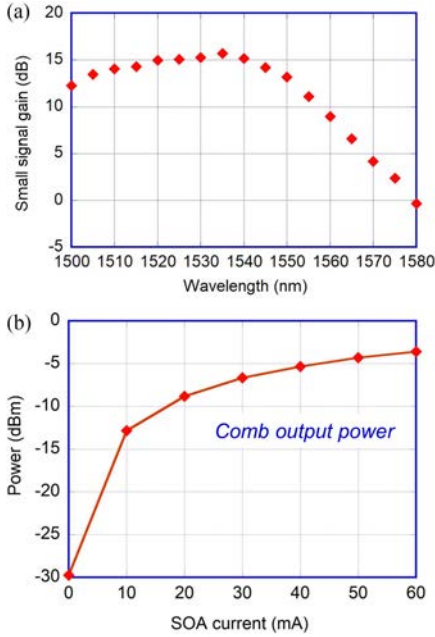 (a)
20
15
10
5
0
-5
Small signal gain (dB)
1500 1510 1520 1530 1540 1550 1560 1570 1580
Wavelength (nm)
(b)
0
-5
-10
-15
-20
-25
-30
Power (dBm)
Comb output power
0 10 20 30 40 50 60
SOA current (mA)